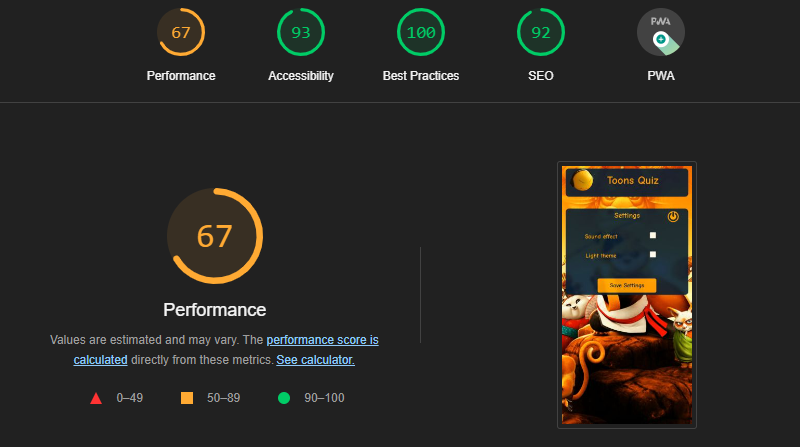 67
93
100
92
PWA
Performance
Accessibility
Best Practices
SEO
PWA
67
Performance
Values are estimated and may vary. The performance score is
calculated directly from these metrics. See calculator.
0–49
50–89
90–100
Toons Quiz
Settings
Sound effect
Light theme
Save Settings